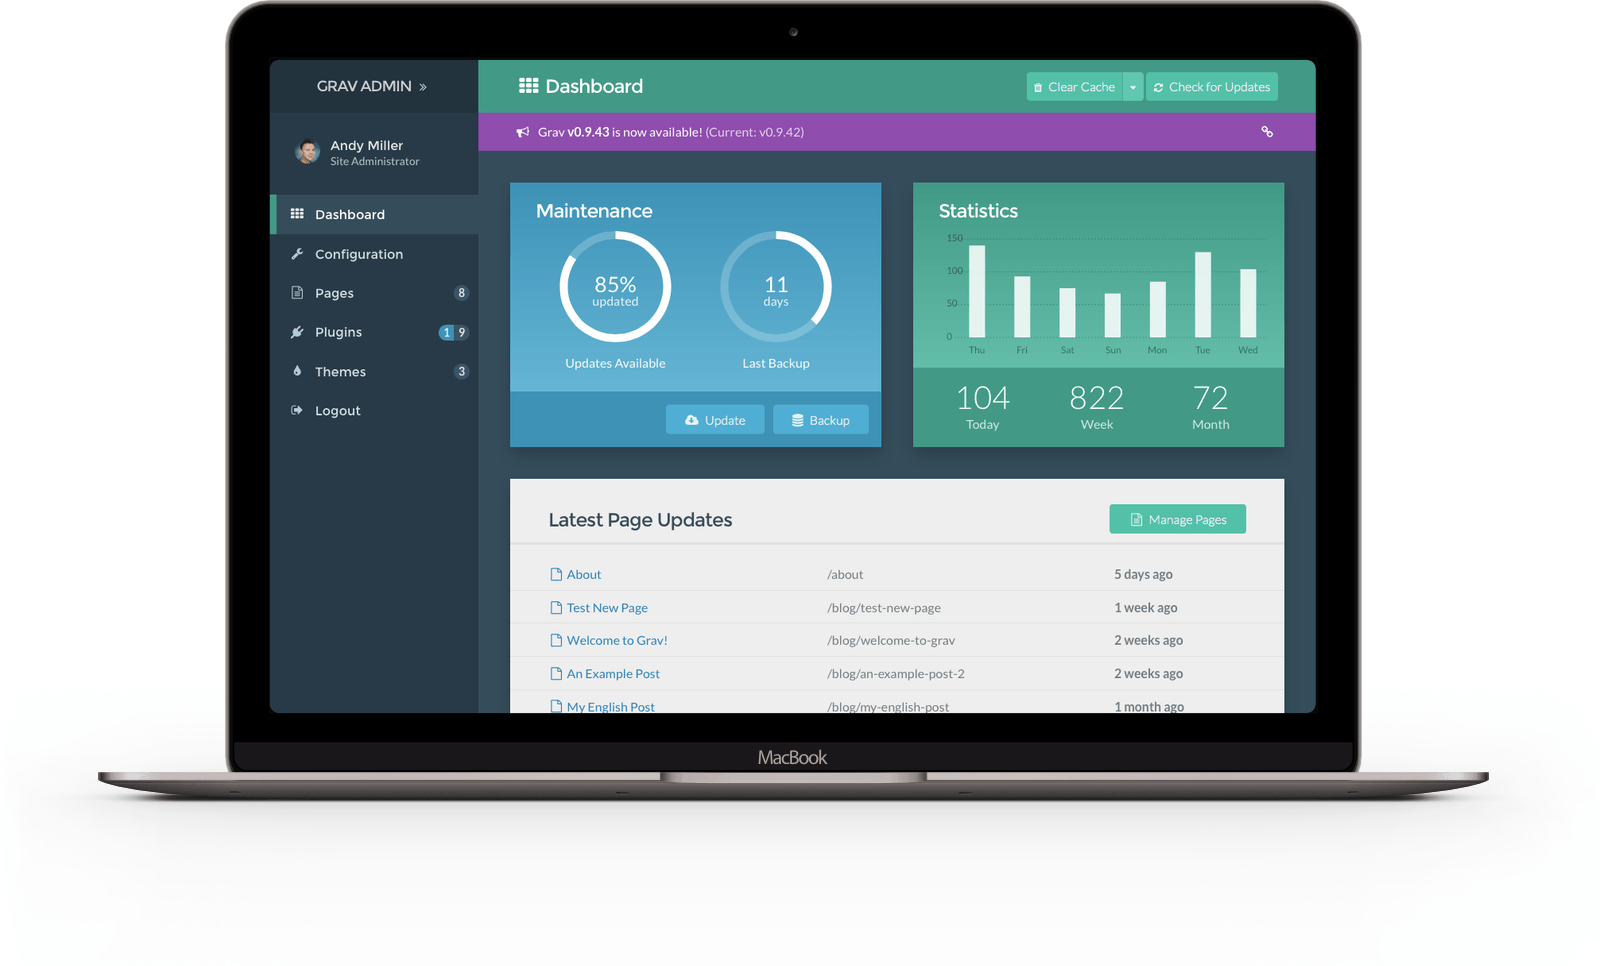 GRAV ADMIN »
Andy Miller
Site Administrator
Dashboard
Configuration
Pages 8
Plugins 1 9
Themes 3
Logout
Dashboard
Clear Cache
Check for Updates
Grav v0.9.43 is now available! (Current: v0.9.42)
Maintenance
85%
updated
Updates Available
11
days
Last Backup
Update
Backup
Statistics
150
100
50
0
Thu Fri Sat Sun Mon Tue Wed
104
Today
822
Week
72
Month
Latest Page Updates
Manage Pages
About /about 5 days ago
Test New Page /blog/test-new-page 1 week ago
Welcome to Grav! /blog/welcome-to-grav 2 weeks ago
An Example Post /blog/an-example-post-2 2 weeks ago
My English Post /blog/my-english-post 1 month ago
MacBook